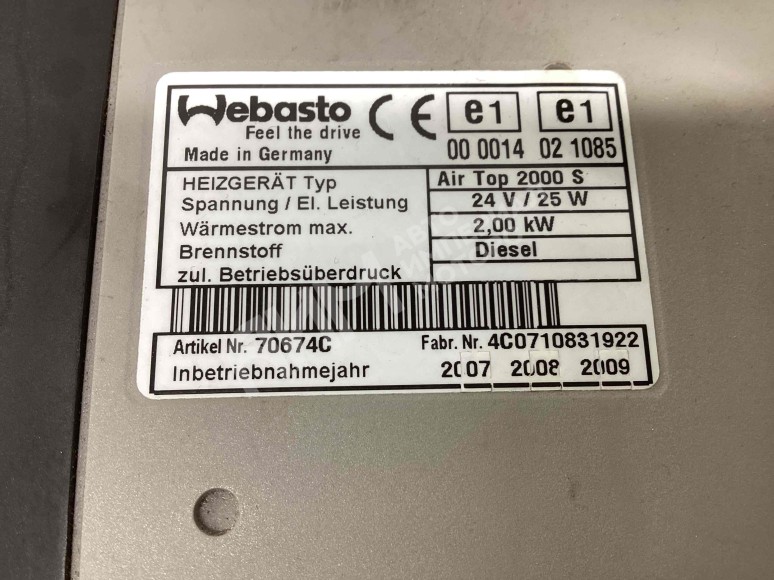 Webasto
Feel the drive
Made in Germany
CE
e1
e1
00 0014
02 1085
HEIZGERÄT Typ
Air Top 2000 S
Spannung / El. Leistung
24 V / 25 W
Wärmestrom max.
2,00 kW
Brennstoff
Diesel
zul. Betriebsüberdruck
Artikel Nr. 70674C
Fabr. Nr. 4C0710831922
Inbetriebnahmejahr
2007 2008 2009
АВТО